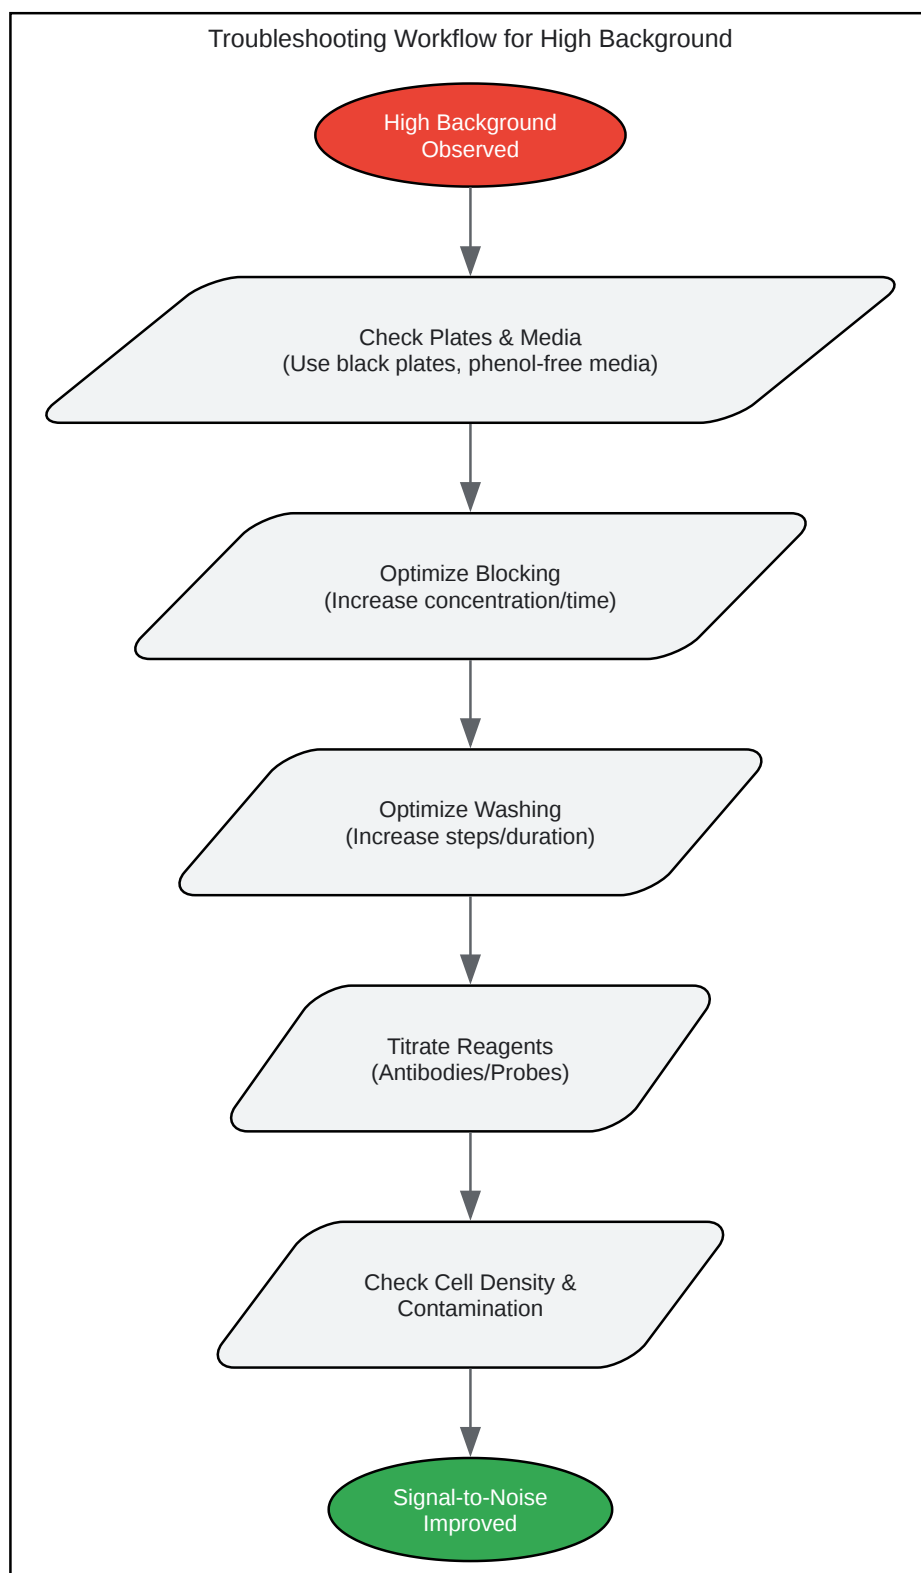 Troubleshooting Workflow for High Background
High Background
Observed
Check Plates & Media
(Use black plates, phenol-free media)
Optimize Blocking
(Increase concentration/time)
Optimize Washing
(Increase steps/duration)
Titrate Reagents
(Antibodies/Probes)
Check Cell Density &
Contamination
Signal-to-Noise
Improved